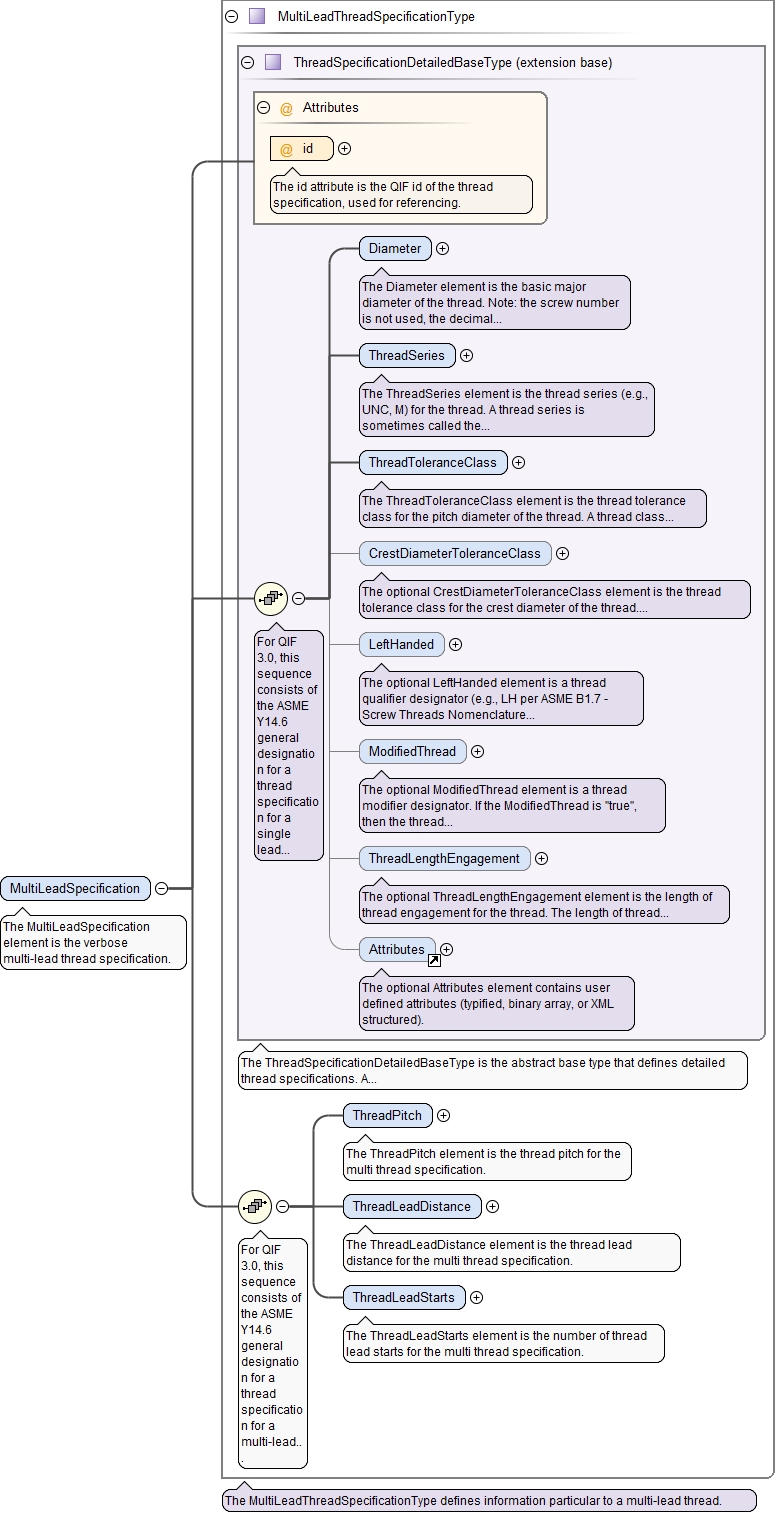 MultiLeadThreadSpecificationType
ThreadSpecificationDetailedBaseType (extension base)
@ Attributes
@ id
The id attribute is the QIF id of the thread
specification, used for referencing.
Diameter
The Diameter element is the basic major
diameter of the thread. Note: the screw number
is not used, the decimal...
ThreadSeries
The ThreadSeries element is the thread series (e.g.,
UNC, M) for the thread. A thread series is
sometimes called the...
ThreadToleranceClass
The ThreadToleranceClass element is the thread tolerance
class for the pitch diameter of the thread. A thread class...
CrestDiameterToleranceClass
The optional CrestDiameterToleranceClass element is the thread
tolerance class for the crest diameter of the thread....
LeftHanded
The optional LeftHanded element is a thread
qualifier designator (e.g., LH per ASME B1.7 -
Screw Threads Nomenclature...
ModifiedThread
The optional ModifiedThread element is a thread
modifier designator. If the ModifiedThread is "true",
then the thread...
ThreadLengthEngagement
The optional ThreadLengthEngagement element is the length of
thread engagement for the thread. The length of thread...
Attributes
The optional Attributes element contains user
defined attributes (typified, binary array, or XML
structured).
For QIF
3.0, this
sequence
consists of
the ASME
Y14.6
general
designatio
n for a
thread
specificatio
n for a
single
lead...
MultiLeadSpecification
The MultiLeadSpecification
element is the verbose
multi-lead thread specification.
The ThreadSpecificationDetailedBaseType is the abstract base type that defines detailed
thread specifications. A...
ThreadPitch
The ThreadPitch element is the thread pitch for the
multi thread specification.
ThreadLeadDistance
The ThreadLeadDistance element is the thread lead
distance for the multi thread specification.
ThreadLeadStarts
The ThreadLeadStarts element is the number of thread
lead starts for the multi thread specification.
For QIF
3.0, this
sequence
consists of
the ASME
Y14.6
general
designatio
n for a
thread
specificatio
n for a
multi-lead..
.
The MultiLeadThreadSpecificationType defines information particular to a multi-lead thread.